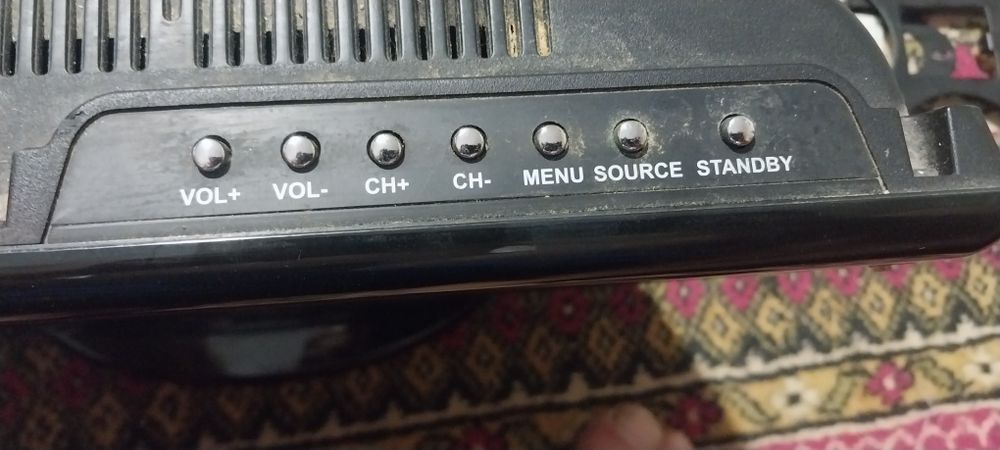 VOL+ VOL- CH+ CH- MENU SOURCE STANDBY